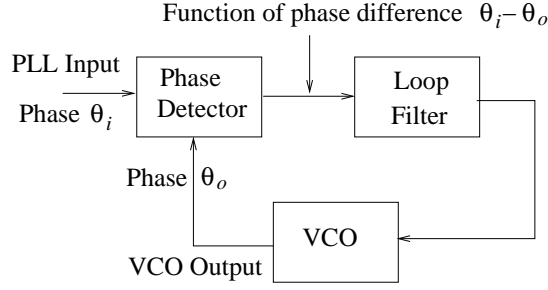 Function of phase difference θi–θo
PLL Input
Phase θi
Phase
Detector
Loop
Filter
Phase θo
VCO
VCO Output